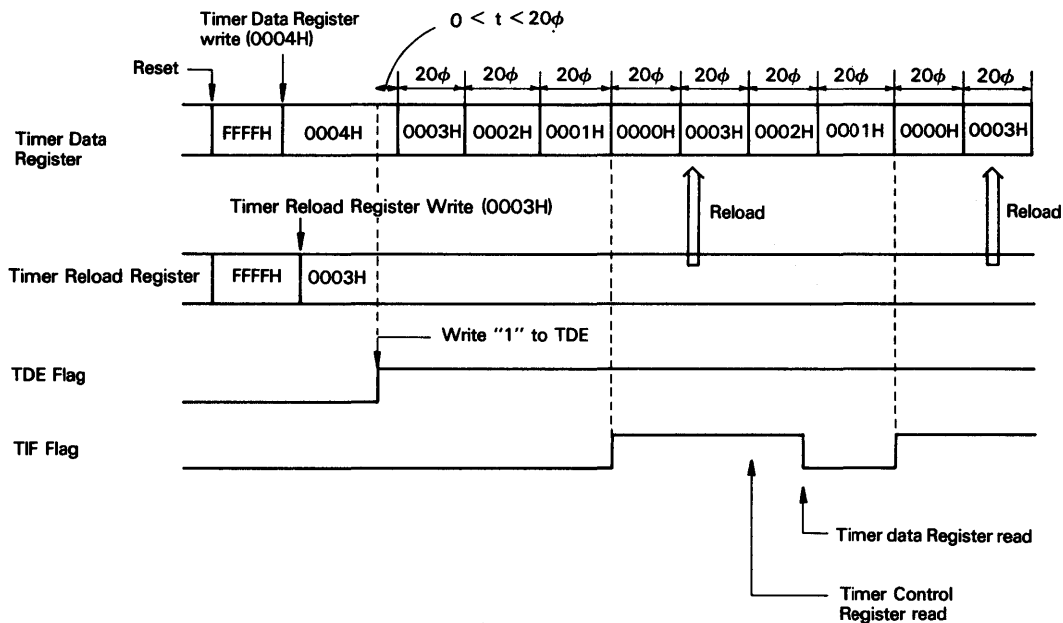 Timer Data Register
write (0004H)
0 < t < 20ϕ
Reset
20ϕ 20ϕ 20ϕ 20ϕ 20ϕ 20ϕ 20ϕ 20ϕ 20ϕ
Timer Data
Register
FFFFH 0004H 0003H 0002H 0001H 0000H 0003H 0002H 0001H 0000H 0003H
Timer Reload Register Write (0003H)
Reload
Reload
Timer Reload Register
FFFFH 0003H
Write "1" to TDE
TDE Flag
TIF Flag
Timer data Register read
Timer Control
Register read